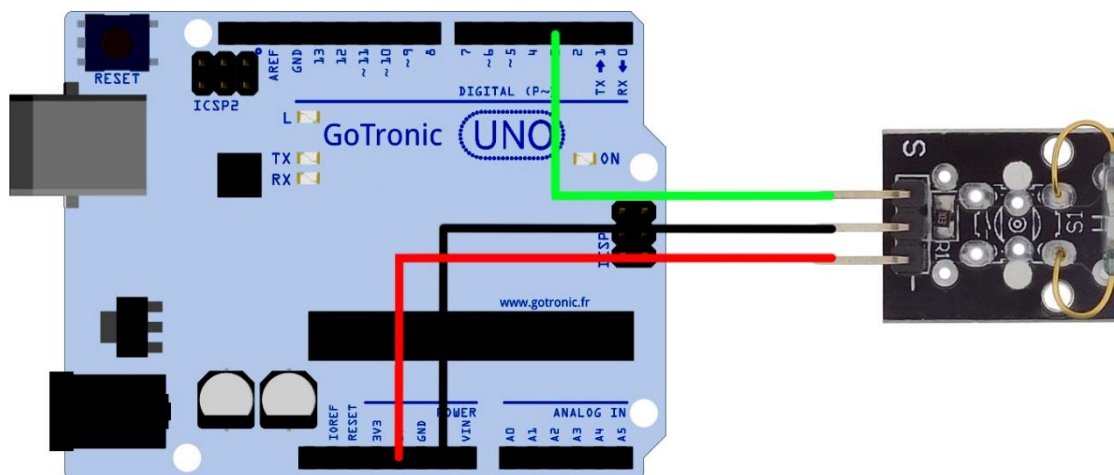 RESET
ICSP2
AREF
GND
13
12
~11
~10
~9
8
7
~6
~5
4
2
TX→1
RX←0
DIGITAL (P~)
L
TX
RX
GoTronic
UNO
ON
ICSP
www.gotronic.fr
POWER
ANALOG IN
IOREF
RESET
3V3
GND
VIN
A0
A1
A2
A3
A4
A5
S
R1
S1
-